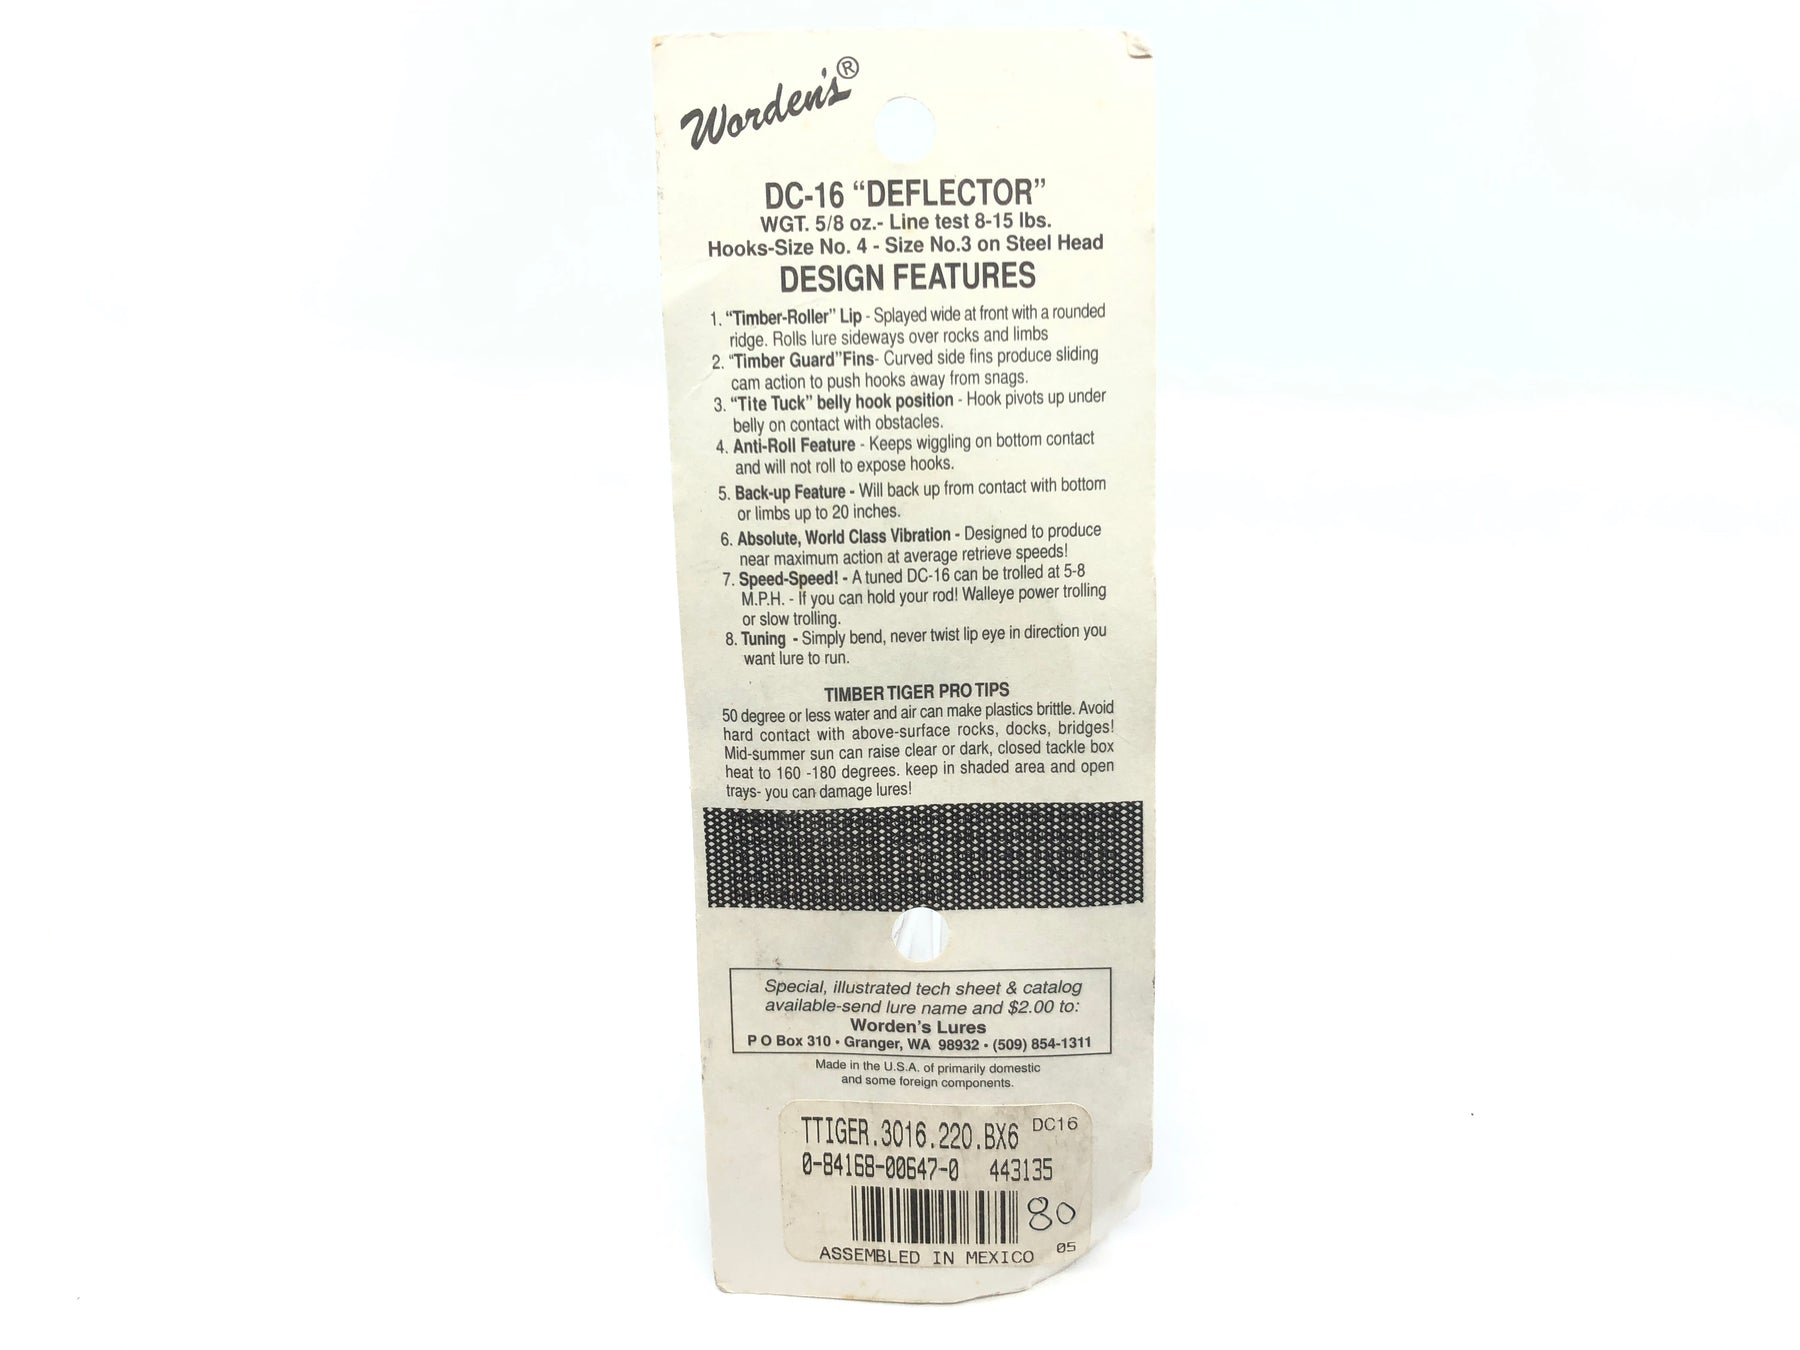 Worden's®
DC-16 “DEFLECTOR”
WGT. 5/8 oz.- Line test 8-15 lbs.
Hooks-Size No. 4 - Size No.3 on Steel Head
DESIGN FEATURES
1. “Timber-Roller” Lip - Splayed wide at front with a rounded
ridge. Rolls lure sideways over rocks and limbs
2. “Timber Guard”Fins- Curved side fins produce sliding
cam action to push hooks away from snags.
3. “Tite Tuck” belly hook position - Hook pivots up under
belly on contact with obstacles.
4. Anti-Roll Feature - Keeps wiggling on bottom contact
and will not roll to expose hooks.
5. Back-up Feature - Will back up from contact with bottom
or limbs up to 20 inches.
6. Absolute, World Class Vibration - Designed to produce
near maximum action at average retrieve speeds!
7. Speed-Speed! - A tuned DC-16 can be trolled at 5-8
M.P.H. - If you can hold your rod! Walleye power trolling
or slow trolling.
8. Tuning - Simply bend, never twist lip eye in direction you
want lure to run.
TIMBER TIGER PRO TIPS
50 degree or less water and air can make plastics brittle. Avoid
hard contact with above-surface rocks, docks, bridges!
Mid-summer sun can raise clear or dark, closed tackle box
heat to 160 -180 degrees. keep in shaded area and open
trays- you can damage lures!
Special, illustrated tech sheet & catalog
available-send lure name and $2.00 to:
Worden's Lures
P O Box 310 • Granger, WA 98932 • (509) 854-1311
Made in the U.S.A. of primarily domestic
and some foreign components.
TTIGER.3016.220.BX6 DC16
0-84168-00647-0 443135
80
ASSEMBLED IN MEXICO 05